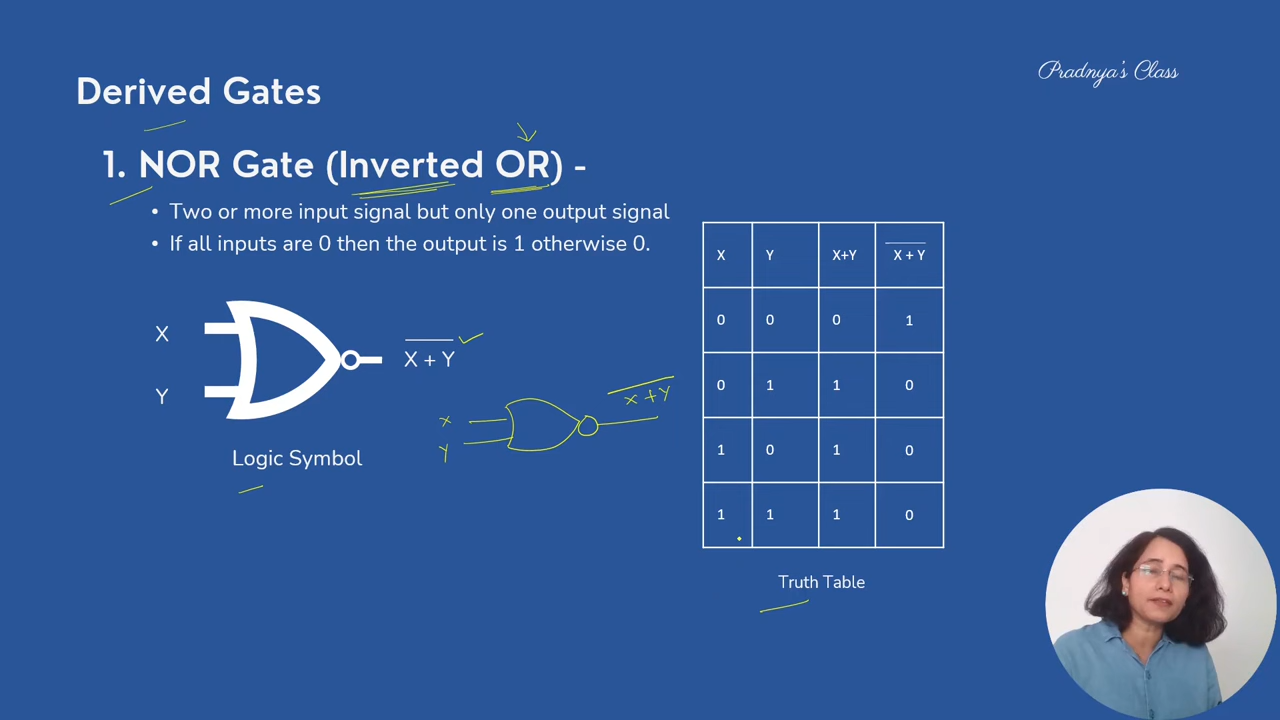 Pradnya's Class
Derived Gates
1. NOR Gate (Inverted OR) -
• Two or more input signal but only one output signal
• If all inputs are 0 then the output is 1 otherwise 0.
X
Y
X + Y
Logic Symbol
x
y
x + y
X Y X+Y X + Y
0 0 0 1
0 1 1 0
1 0 1 0
1 1 1 0
Truth Table